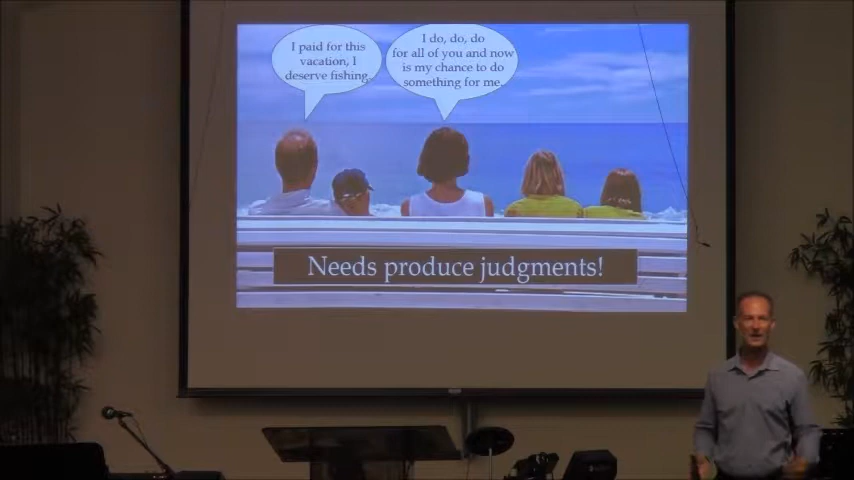 I paid for this
vacation, I
deserve fishing.
I do, do, do
for all of you and now
is my chance to do
something for me.
Needs produce judgments!